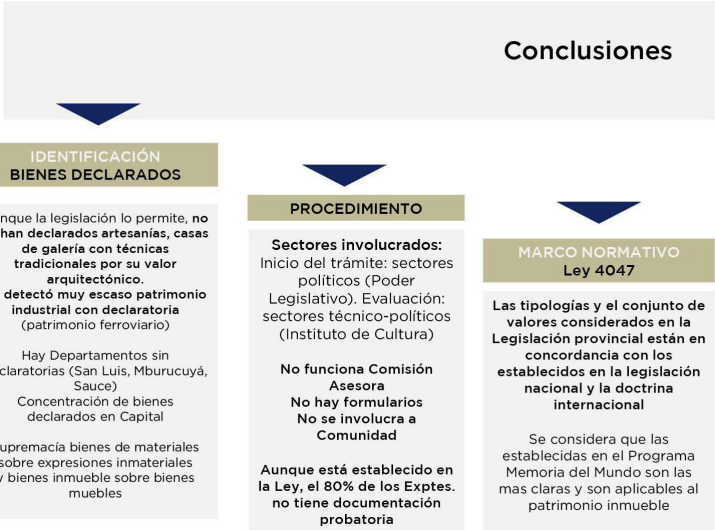 Conclusiones
IDENTIFICACIÓN
BIENES DECLARADOS
nque la legislación lo permite, no
han declarados artesanías, casas
de galería con técnicas
tradicionales por su valor
arquitectónico.
detectó muy escaso patrimonio
industrial con declaratoria
(patrimonio ferroviario)
Hay Departamentos sin
claratorias (San Luis, Mburucuyá,
Sauce)
Concentración de bienes
declarados en Capital
upremacía bienes de materiales
sobre expresiones inmateriales
y bienes inmueble sobre bienes
muebles
PROCEDIMIENTO
Sectores involucrados:
Inicio del trámite: sectores
políticos (Poder
Legislativo). Evaluación:
sectores técnico-políticos
(Instituto de Cultura)
No funciona Comisión
Asesora
No hay formularios
No se involucra a
Comunidad
Aunque está establecido en
la Ley, el 80% de los Exptes.
no tiene documentación
probatoria
MARCO NORMATIVO
Ley 4047
Las tipologías y el conjunto de
valores considerados en la
Legislación provincial están en
concordancia con los
establecidos en la legislación
nacional y la doctrina
internacional
Se considera que las
establecidas en el Programa
Memoria del Mundo son las
mas claras y son aplicables al
patrimonio inmueble